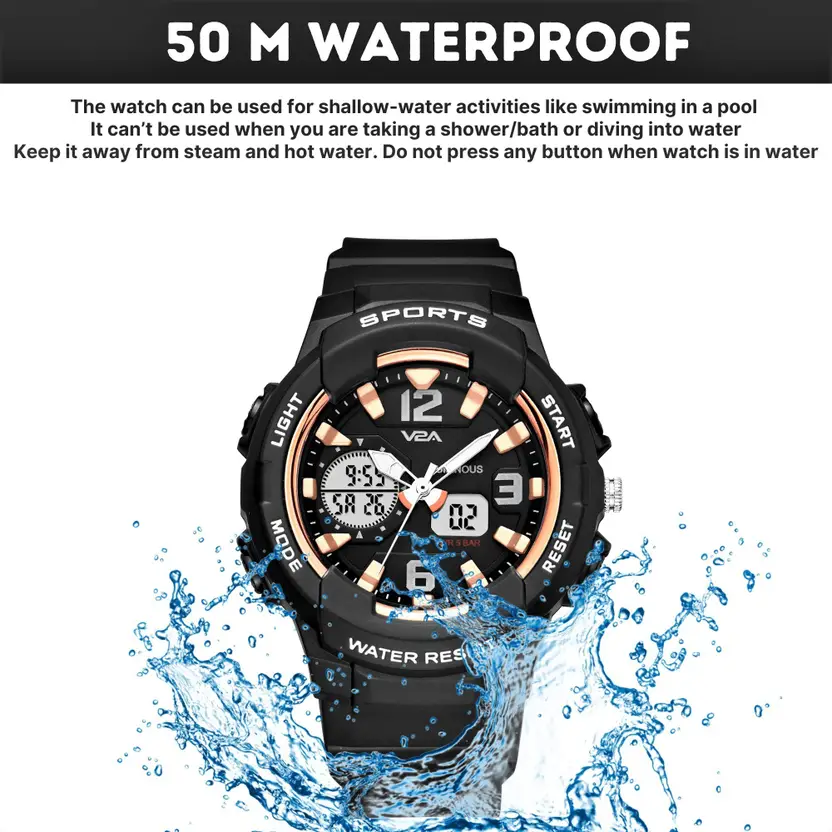 50 M WATERPROOF
The watch can be used for shallow-water activities like swimming in a pool
It can’t be used when you are taking a shower/bath or diving into water
Keep it away from steam and hot water. Do not press any button when watch is in water
SPORTS
LIGHT
START
12
V2A
9:55
SA 26
3
02
5 BAR
MODE
RESET
6
WATER